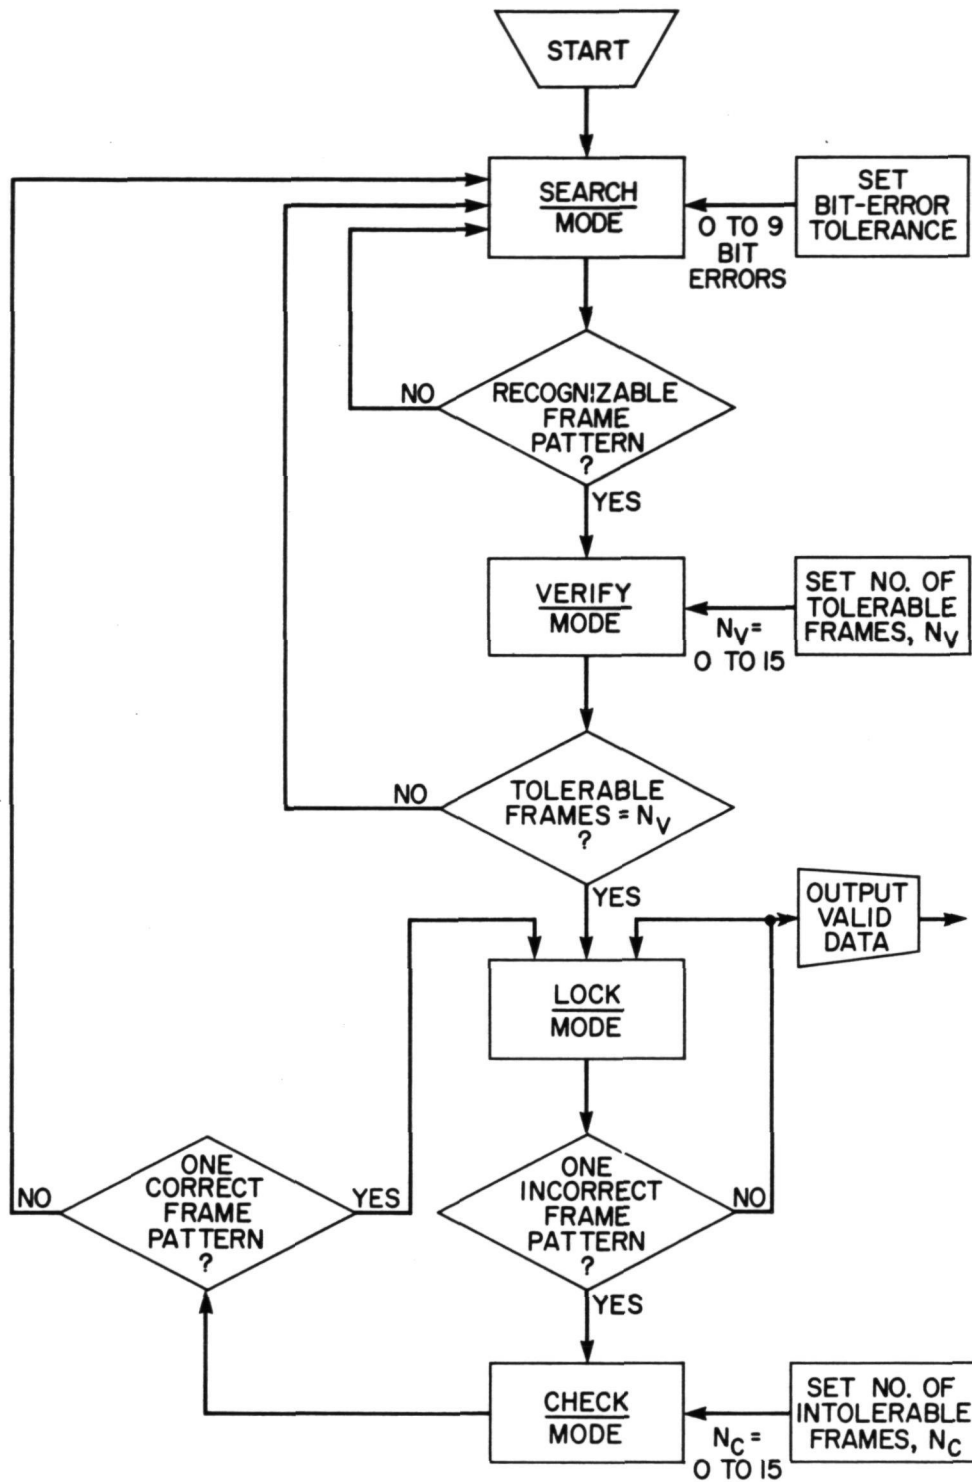 START
SEARCH
MODE
0 TO 9
BIT
ERRORS
SET
BIT-ERROR
TOLERANCE
NO
RECOGNIZABLE
FRAME
PATTERN
?
YES
VERIFY
MODE
N_V =
0 TO 15
SET NO. OF
TOLERABLE
FRAMES, N_V
NO
TOLERABLE
FRAMES = N_V
?
YES
OUTPUT
VALID
DATA
LOCK
MODE
NO
ONE
CORRECT
FRAME
PATTERN
?
YES
ONE
INCORRECT
FRAME
PATTERN
?
NO
YES
CHECK
MODE
N_C =
0 TO 15
SET NO. OF
INTOLERABLE
FRAMES, N_C